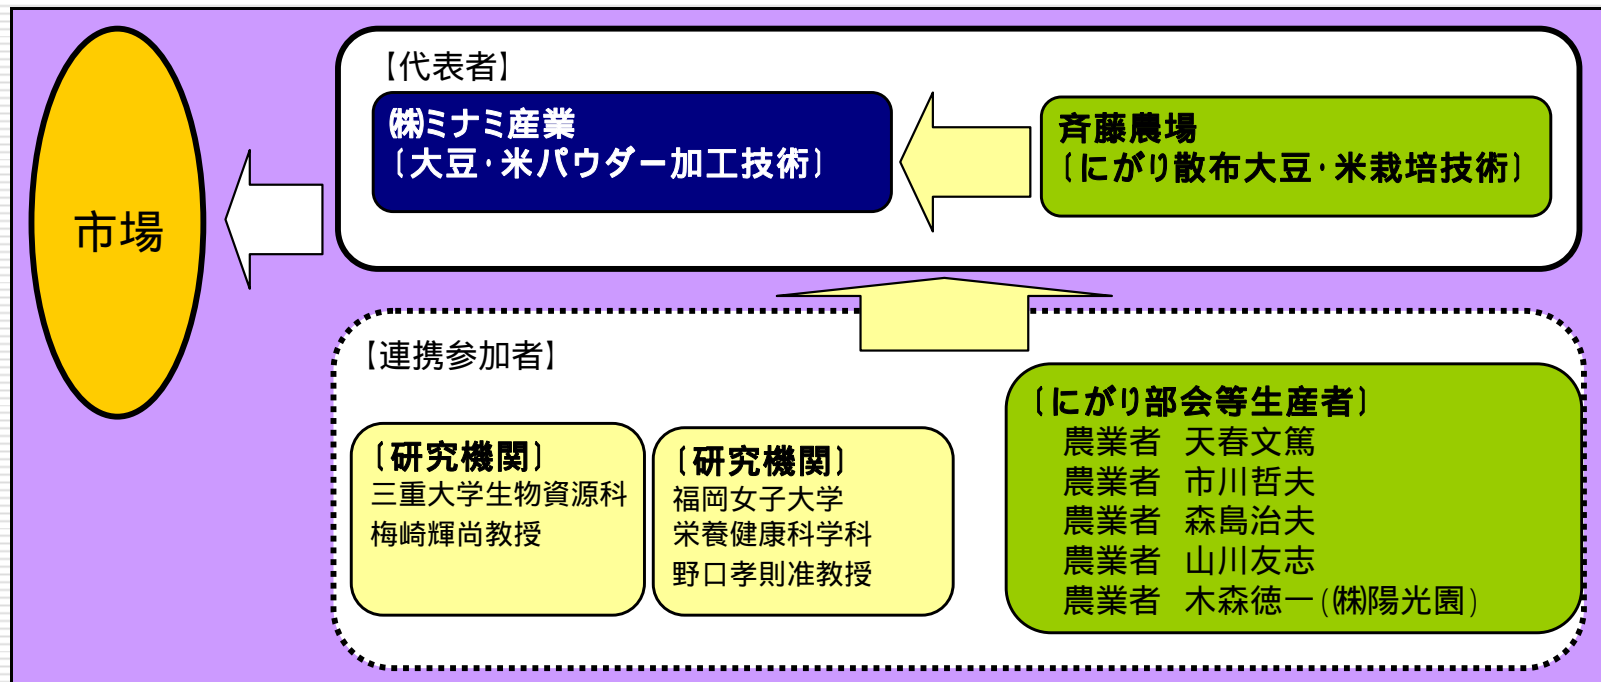 市場
【代表者】
㈱ミナミ産業
〔大豆・米パウダー加工技術〕
斉藤農場
〔にがり散布大豆・米栽培技術〕
【連携参加者】
〔研究機関〕
三重大学生物資源科
梅崎輝尚教授
〔研究機関〕
福岡女子大学
栄養健康科学科
野口孝則准教授
〔にがり部会等生産者〕
農業者 天春文篤
農業者 市川哲夫
農業者 森島治夫
農業者 山川友志
農業者 木森徳一(㈱陽光園)